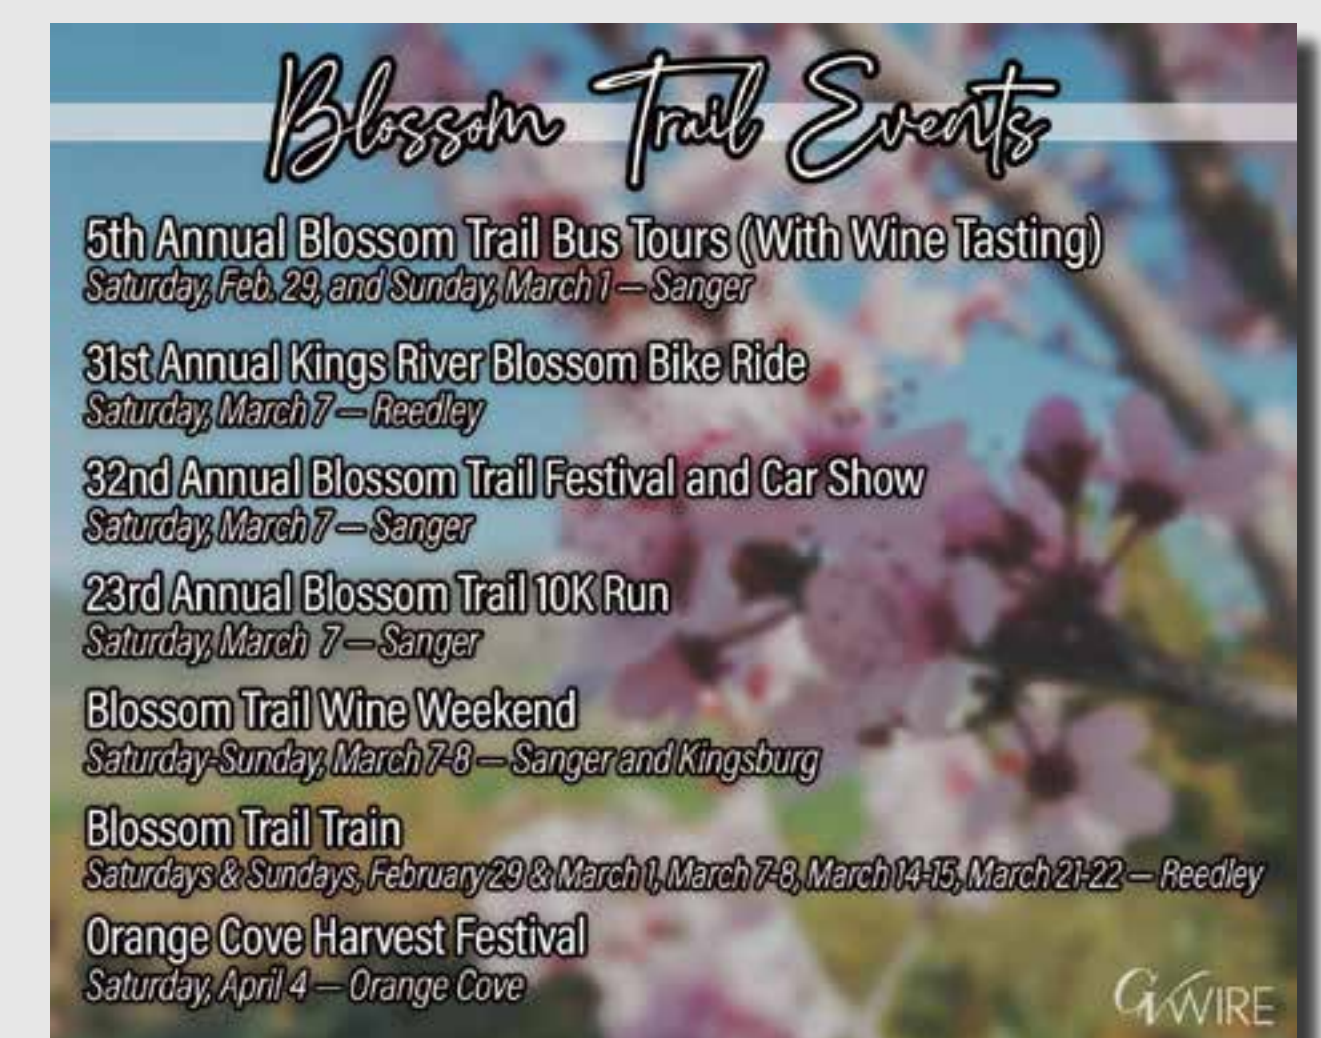 Blossom Trail Events
5th Annual Blossom Trail Bus Tours (With Wine Tasting)
Saturday, Feb. 29, and Sunday, March 1 — Sanger
31st Annual Kings River Blossom Bike Ride
Saturday, March 7 — Reedley
32nd Annual Blossom Trail Festival and Car Show
Saturday, March 7 — Sanger
23rd Annual Blossom Trail 10K Run
Saturday, March 7 — Sanger
Blossom Trail Wine Weekend
Saturday-Sunday, March 7-8 — Sanger and Kingsburg
Blossom Trail Train
Saturdays & Sundays, February 29 & March 1, March 7-8, March 14-15, March 21-22 — Reedley
Orange Cove Harvest Festival
Saturday, April 4 — Orange Cove
GV WIRE